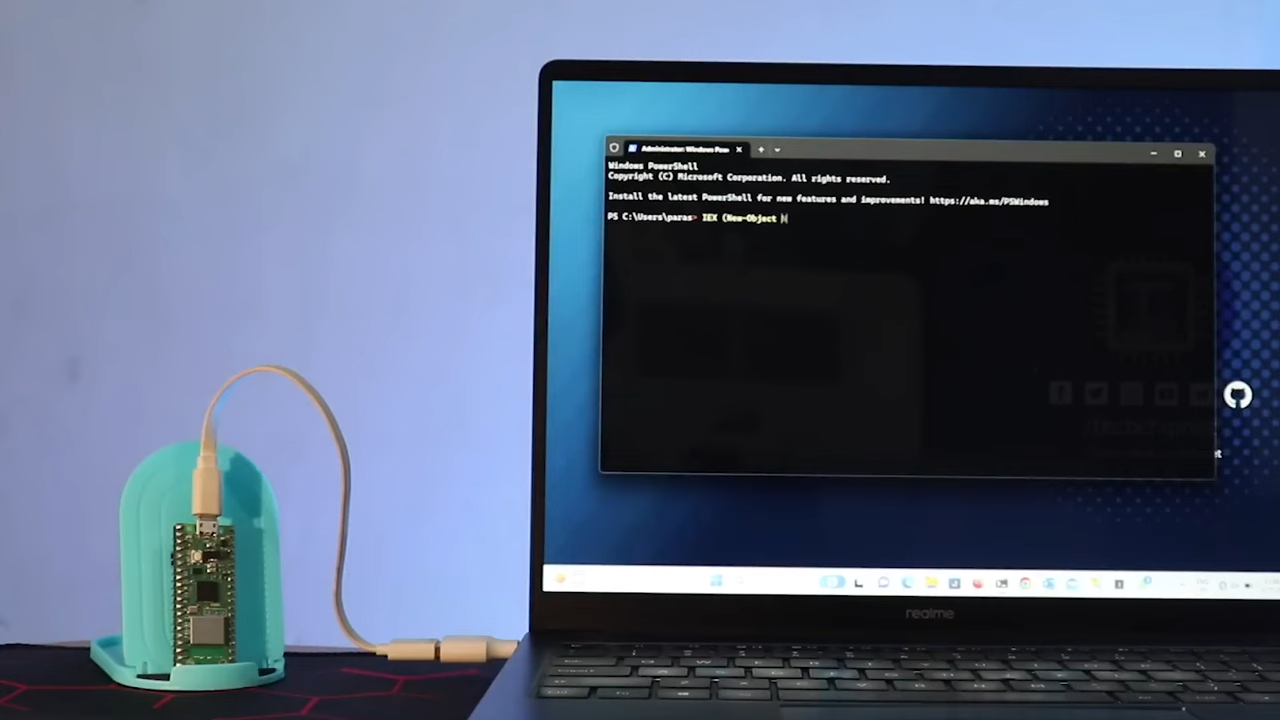 Administrator: Windows Pow
Windows PowerShell
Copyright (C) Microsoft Corporation. All rights reserved.
Install the latest PowerShell for new features and improvements! https://aka.ms/PSWindows
PS C:\Users\paras> IEX (New-Object N
realme